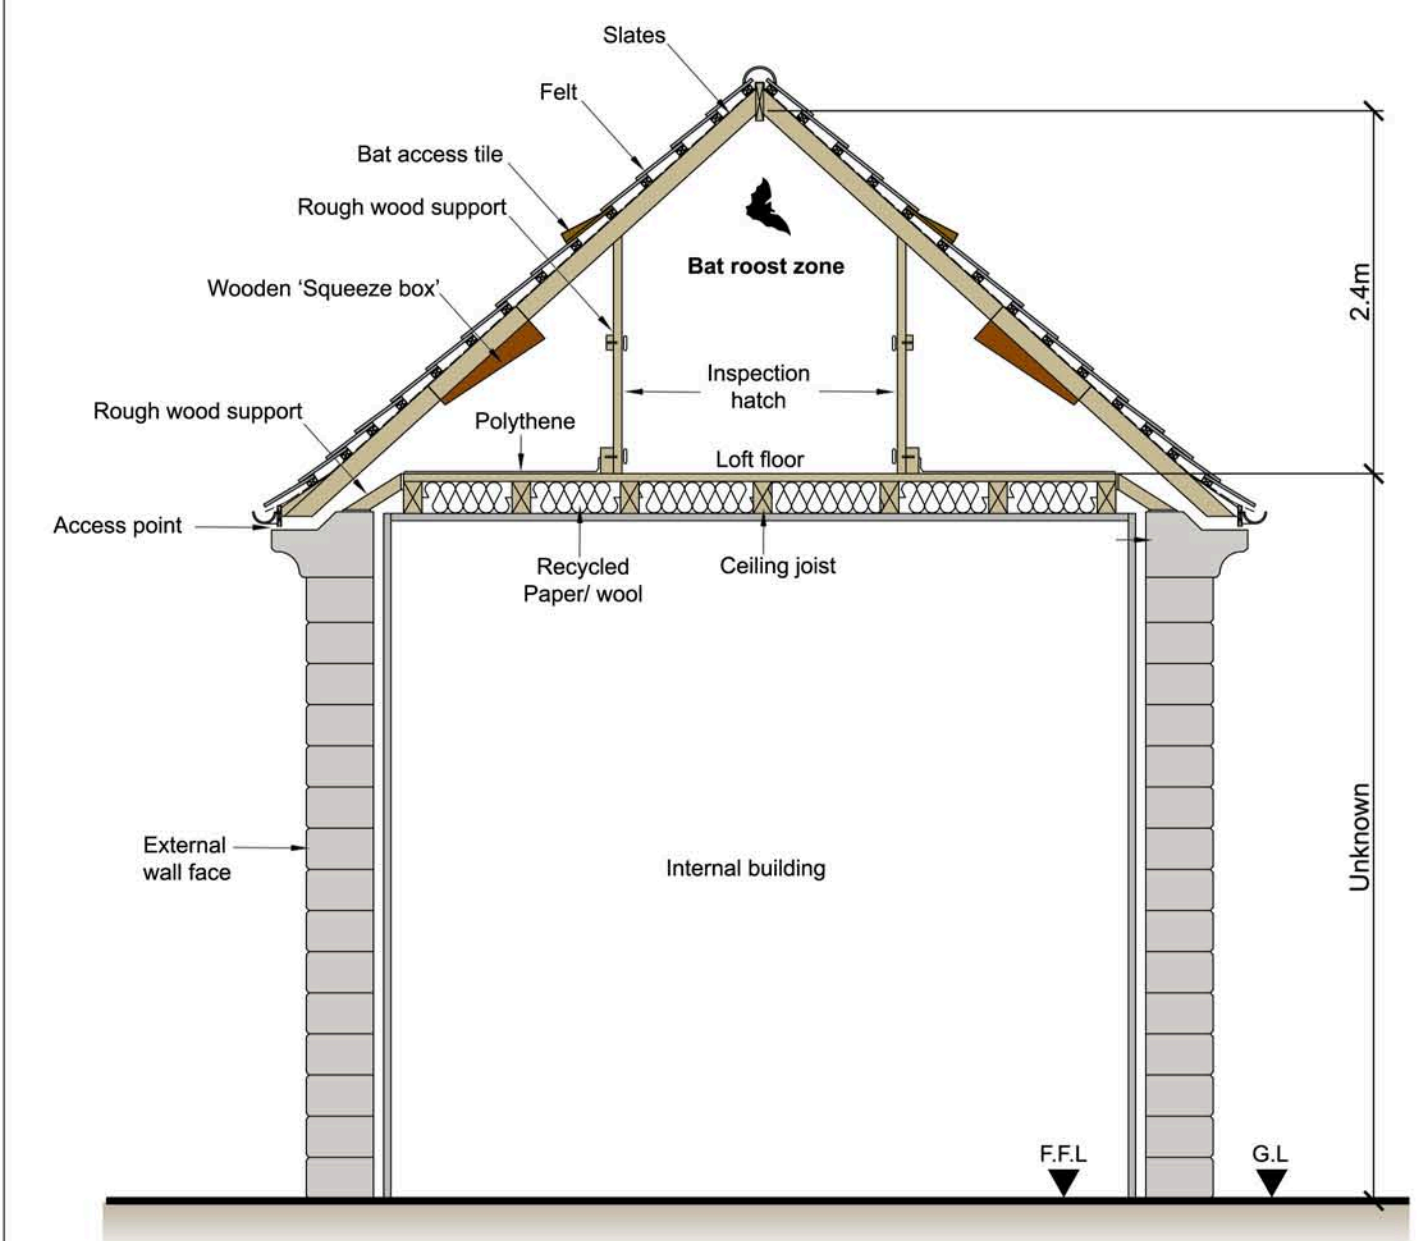 Slates
Felt
Bat access tile
Rough wood support
Bat roost zone
Wooden ‘Squeeze box’
2.4m
Inspection
hatch
Rough wood support
Polythene
Loft floor
Access point
Recycled
Paper/ wool
Ceiling joist
External
wall face
Internal building
Unknown
F.F.L
G.L